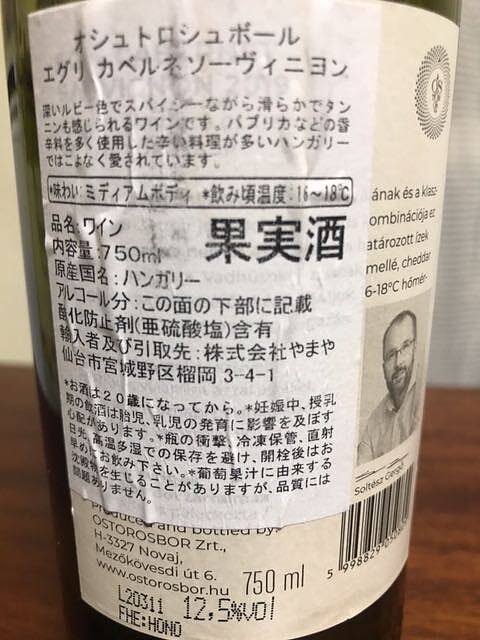 オシュトロシュボール
エグリ カベルネソーヴィニヨン
深いルビー色でスパイシーながら滑らかでタン
ニンも感じられるワインです。パプリカなどの香
辛料を多く使用した辛い料理が多いハンガリー
ではこよなく愛されています。
*味わい:ミディアムボディ *飲み頃温度:16~18℃
品名:ワイン
果実酒
内容量:750ml
原産国名:ハンガリー
アルコール分:この面の下部に記載
酸化防止剤(亜硫酸塩)含有
輸入者及び引取先:株式会社やまや
仙台市宮城野区榴岡3-4-1
*お酒は20歳になってから。*妊娠中、授乳
期の飲酒は胎児、乳児の発育に影響を及ぼす
心配があります。*瓶の衝撃、冷凍保管、直射
日光、高温多湿での保存を避け、開栓後はお
早めにお飲み下さい。*葡萄果汁に由来する
沈殿物を生じることがありますが、品質には
問題ありません。
ának és a klasz-
ombinációja ez
atározott ízek
mellé, cheddar
6-18°C hőmér-
Soltész Gergő
Produced and bottled by:
OSTOROSBOR Zrt.,
H-3327 Novaj,
Mezőkövesdi út 6.
www.ostorosbor.hu
750 ml
L20311 12,5%vol
FHE:HONO
5 998829